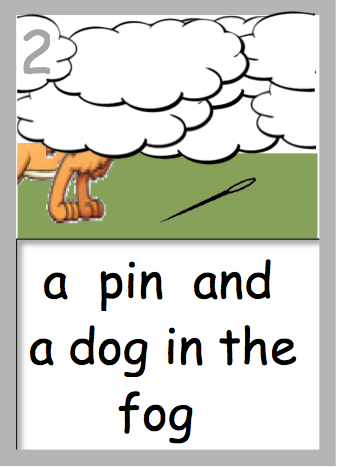 2
a pin and
a dog in the
fog